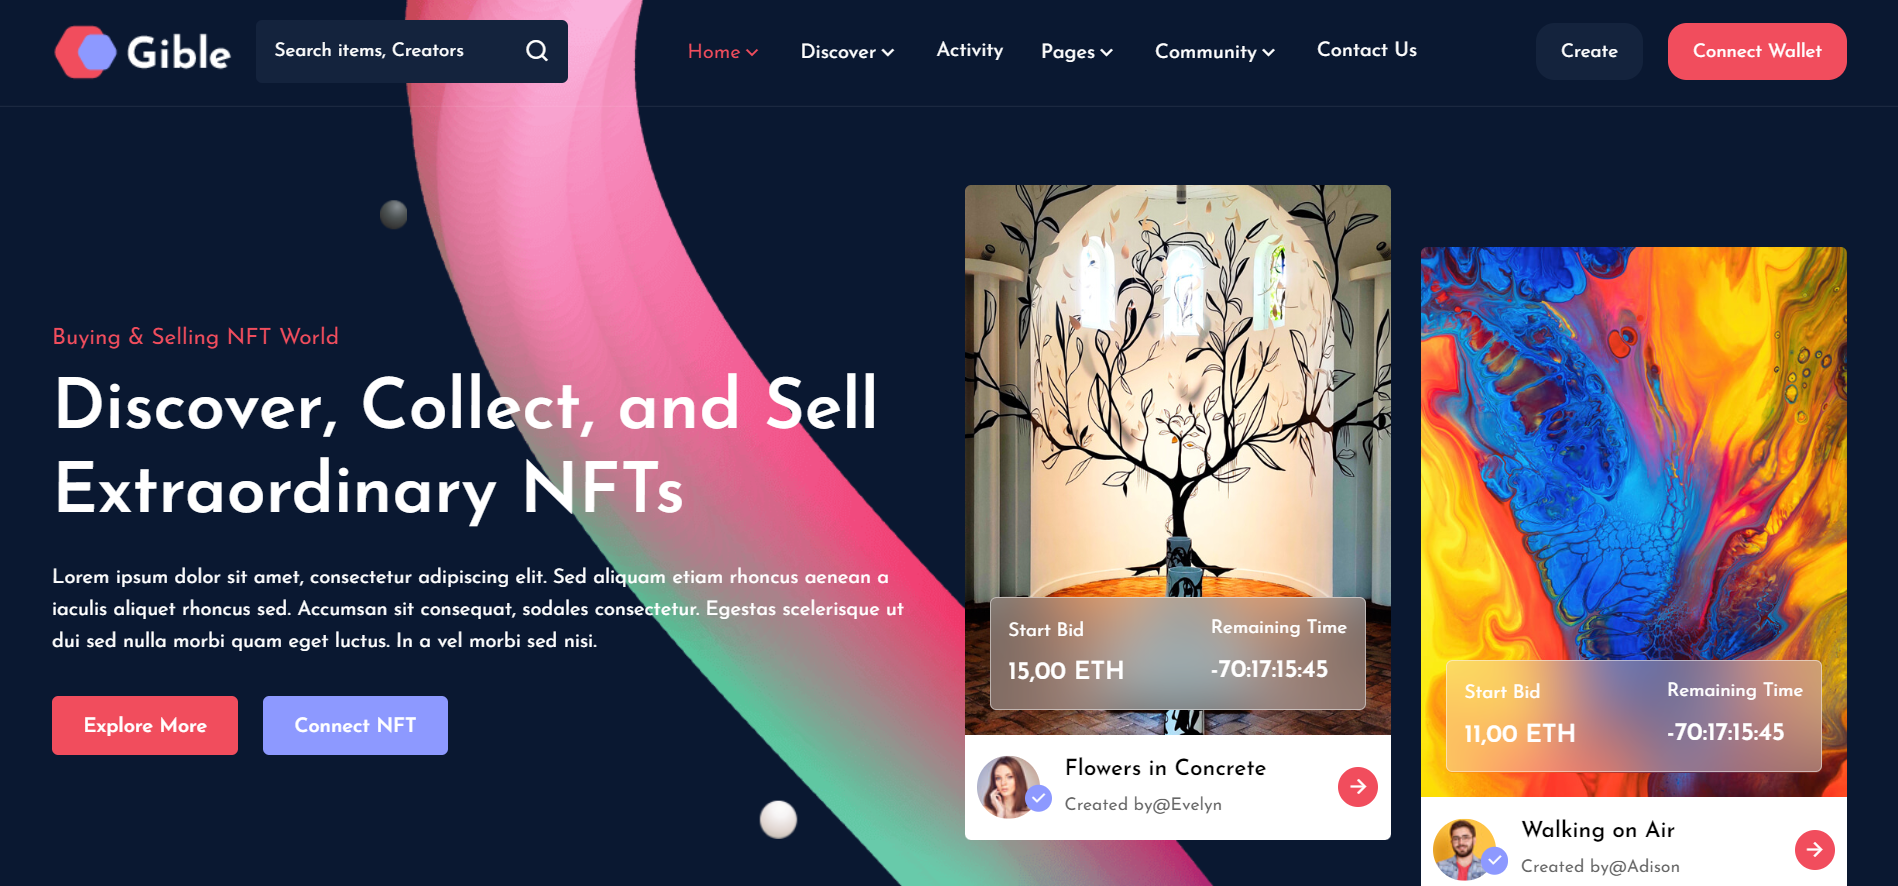 Gible
Search items, Creators
Home
Discover
Activity
Pages
Community
Contact Us
Create
Connect Wallet
Buying & Selling NFT World
Discover, Collect, and Sell
Extraordinary NFTs
Lorem ipsum dolor sit amet, consectetur adipiscing elit. Sed aliquam etiam rhoncus aenean a
iaculis aliquet rhoncus sed. Accumsan sit consequat, sodales consectetur. Egestas scelerisque ut
dui sed nulla morbi quam eget luctus. In a vel morbi sed nisi.
Explore More
Connect NFT
Start Bid
Remaining Time
15,00 ETH
-70:17:15:45
Flowers in Concrete
Created by@Evelyn
Start Bid
Remaining Time
11,00 ETH
-70:17:15:45
Walking on Air
Created by@Adison